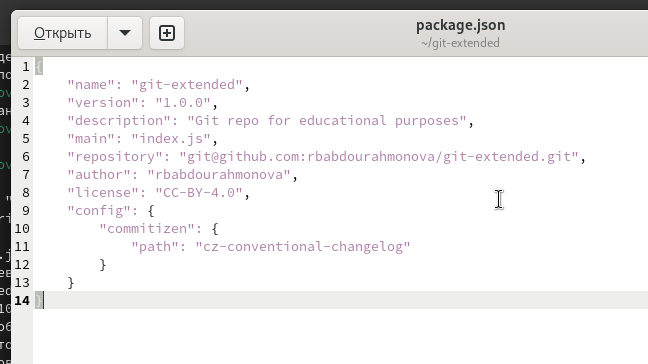 Открыть
package.json
~/git-extended
1 {
2 "name": "git-extended",
3 "version": "1.0.0",
4 "description": "Git repo for educational purposes",
5 "main": "index.js",
6 "repository": "git@github.com:rbabdourahmonova/git-extended.git",
7 "author": "rbabdourahmonova",
8 "license": "CC-BY-4.0",
9 "config": {
10 "commitizen": {
11 "path": "cz-conventional-changelog"
12 }
13 }
14 }